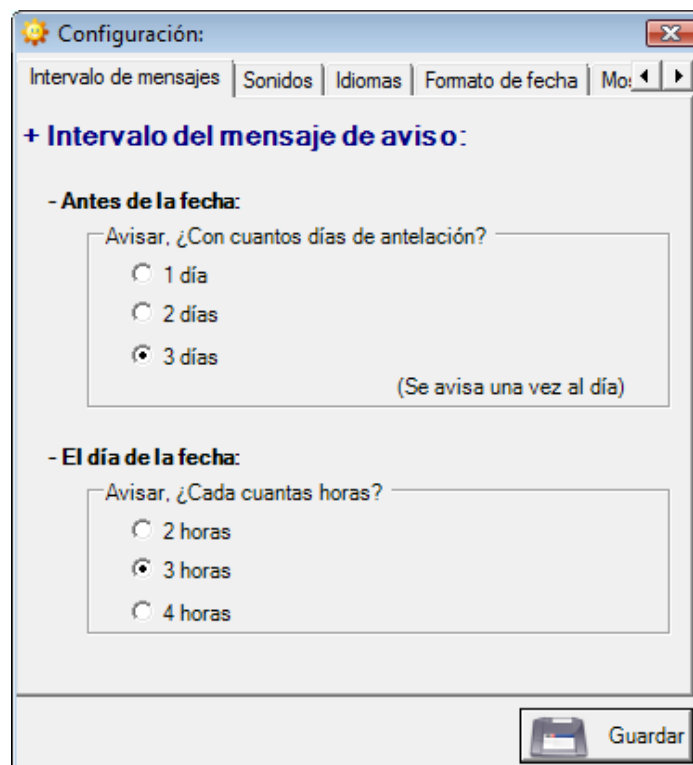 Configuración:
Intervalo de mensajes Sonidos Idiomas Formato de fecha
+ Intervalo del mensaje de aviso:
- Antes de la fecha:
Avisar, ¿Con cuantos días de antelación?
1 día
2 días
3 días
(Se avisa una vez al día)
- El día de la fecha:
Avisar, ¿Cada cuantas horas?
2 horas
3 horas
4 horas
Guardar